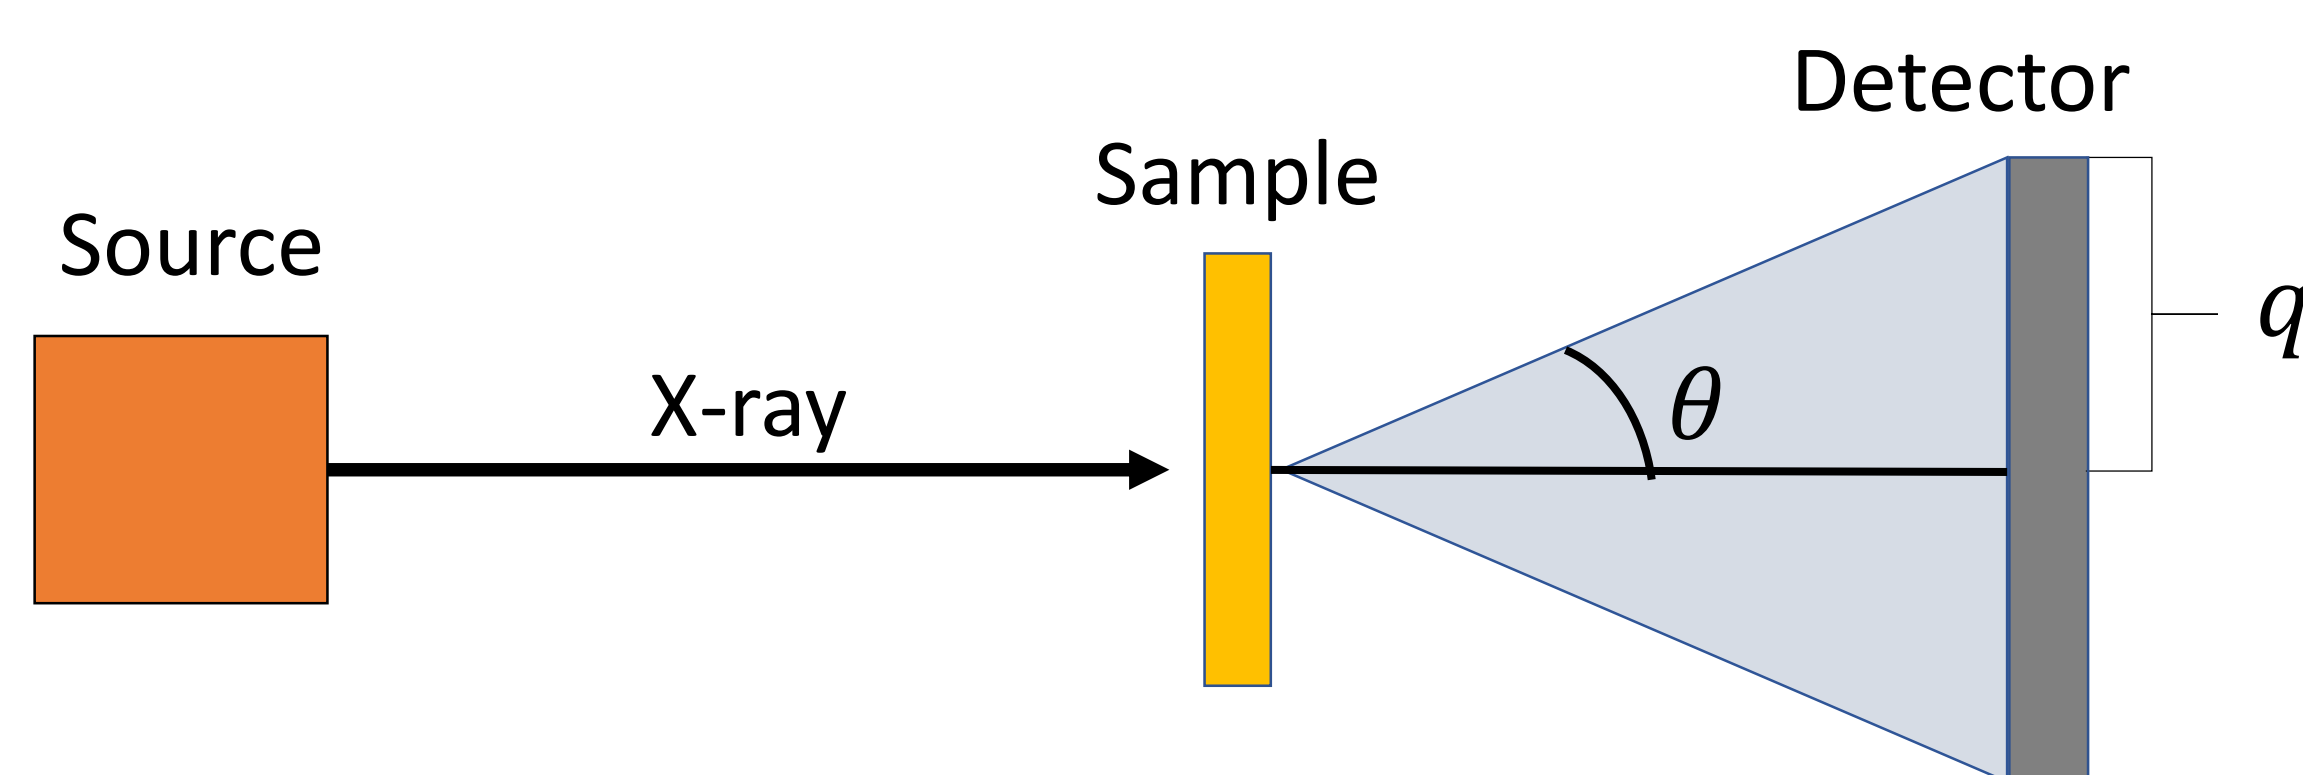 Detector
Sample
Source
X-ray
θ
q